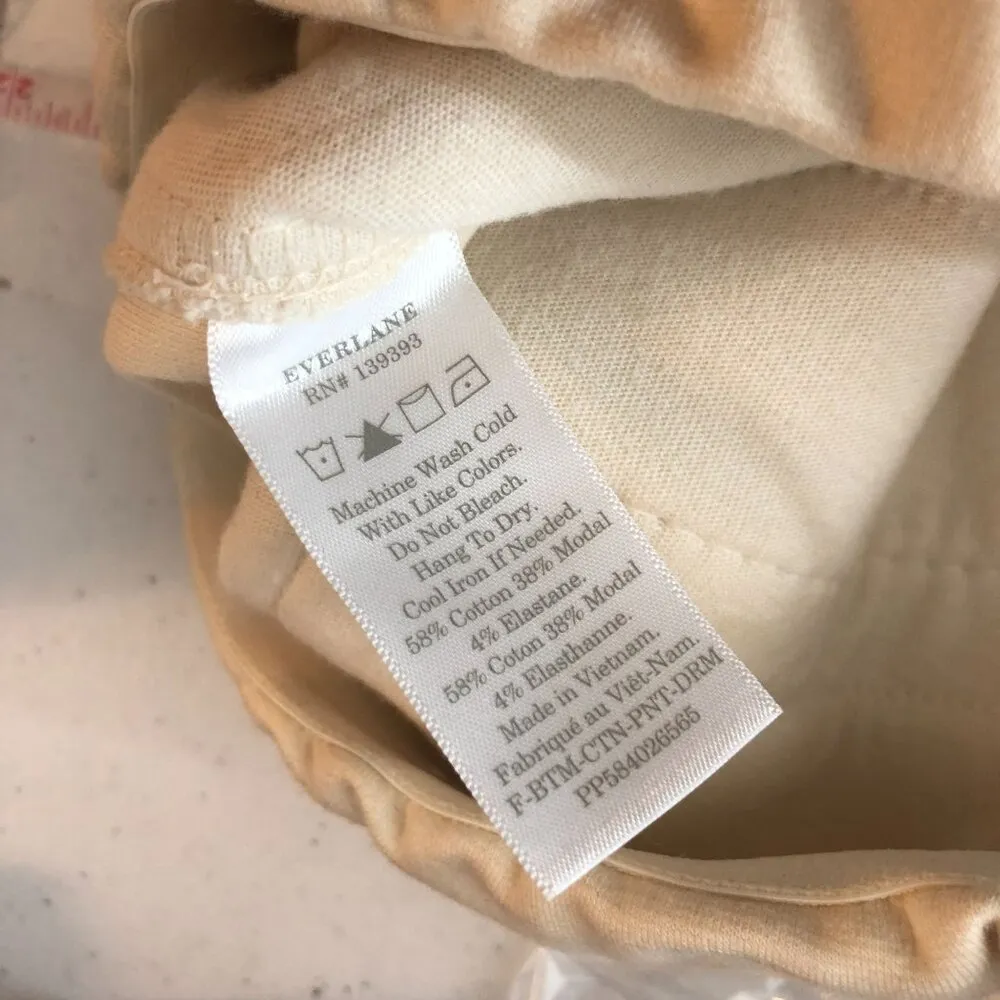 EVERLANE
RN# 139393
Machine Wash Cold
With Like Colors.
Do Not Bleach.
Hang To Dry.
Cool Iron If Needed.
58% Cotton 38% Modal
4% Elastane.
58% Coton 38% Modal
4% Elasthanne.
Made in Vietnam.
Fabriqué au Viêt-Nam.
F-BTM-CTN-PNT-DRM
PP584026565